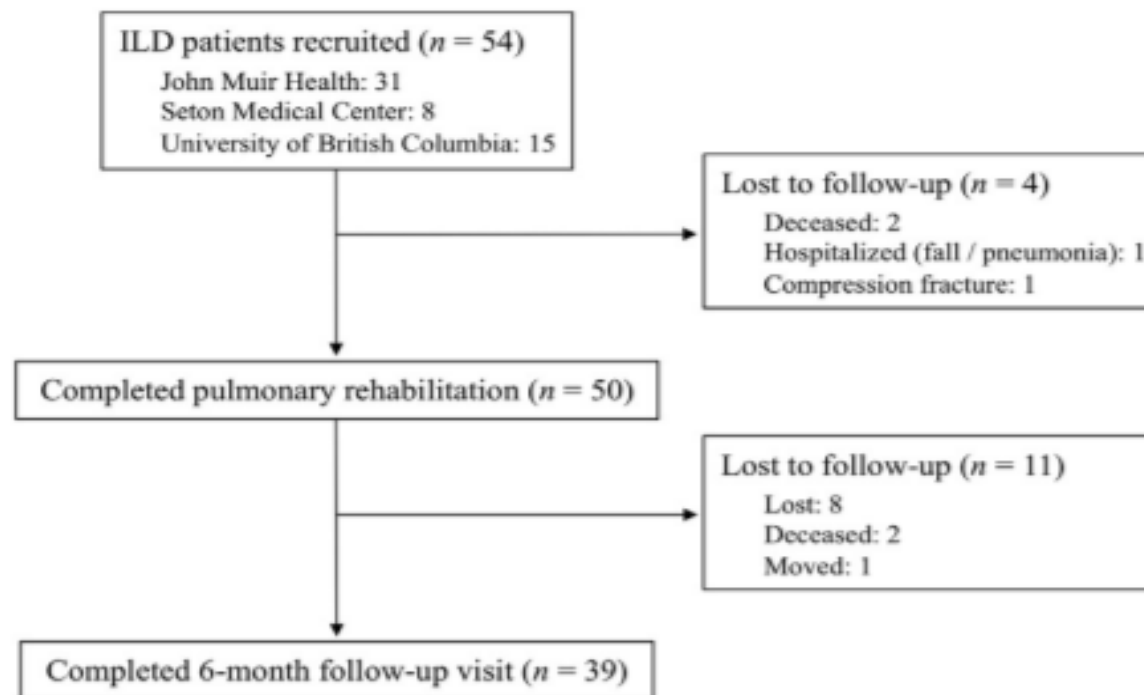 ILD patients recruited (n = 54)
John Muir Health: 31
Seton Medical Center: 8
University of British Columbia: 15
Lost to follow-up (n = 4)
Deceased: 2
Hospitalized (fall / pneumonia): 1
Compression fracture: 1
Completed pulmonary rehabilitation (n = 50)
Lost to follow-up (n = 11)
Lost: 8
Deceased: 2
Moved: 1
Completed 6-month follow-up visit (n = 39)